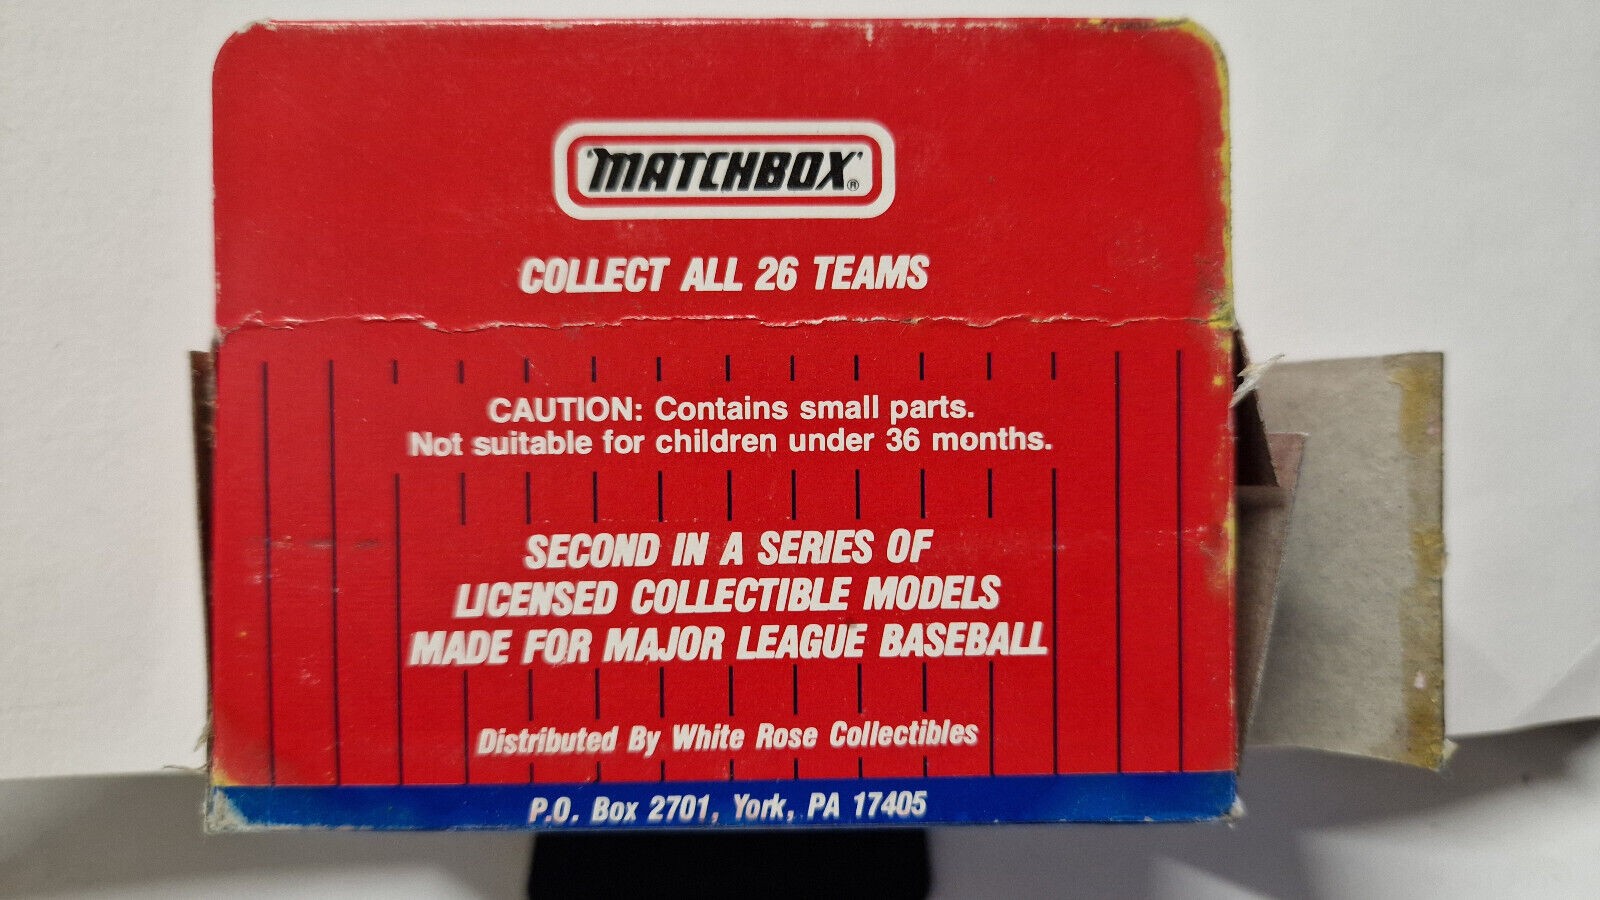 'MATCHBOX'®
COLLECT ALL 26 TEAMS
CAUTION: Contains small parts.
Not suitable for children under 36 months.
SECOND IN A SERIES OF
LICENSED COLLECTIBLE MODELS
MADE FOR MAJOR LEAGUE BASEBALL
Distributed By White Rose Collectibles
P.O. Box 2701, York, PA 17405